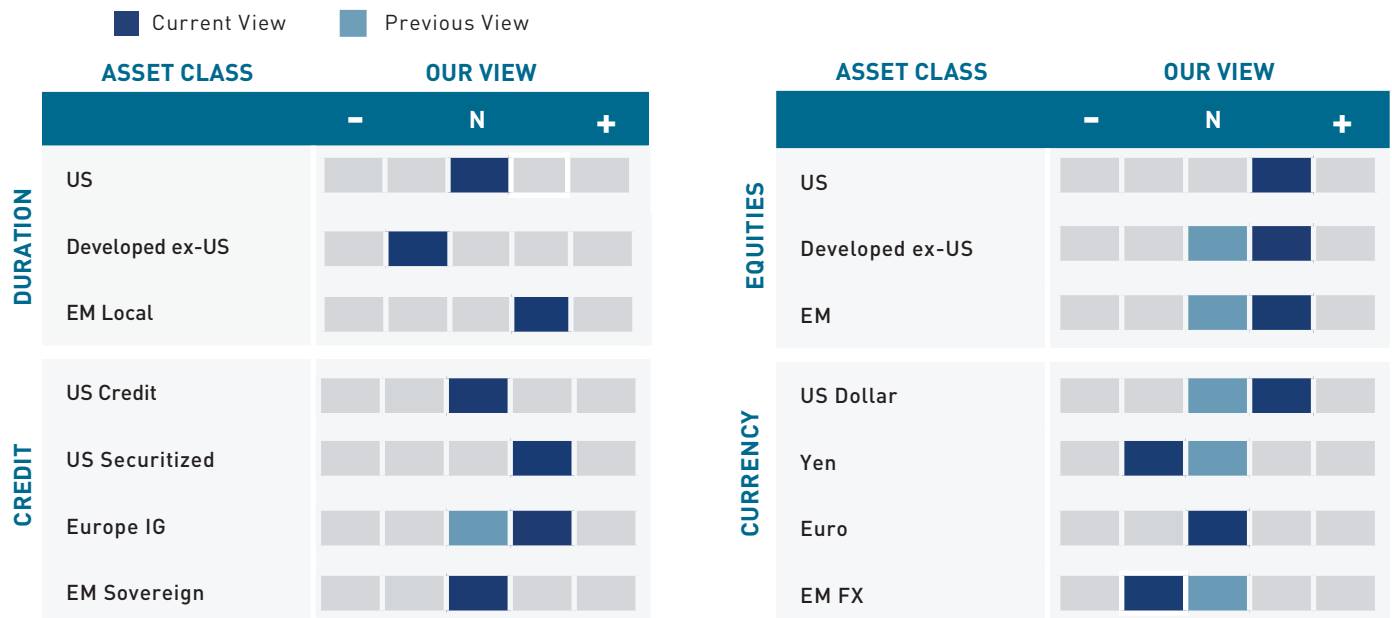 Current View Previous View
ASSET CLASS OUR VIEW
- N +
DURATION
US
Developed ex-US
EM Local
CREDIT
US Credit
US Securitized
Europe IG
EM Sovereign
ASSET CLASS OUR VIEW
- N +
EQUITIES
US
Developed ex-US
EM
CURRENCY
US Dollar
Yen
Euro
EM FX